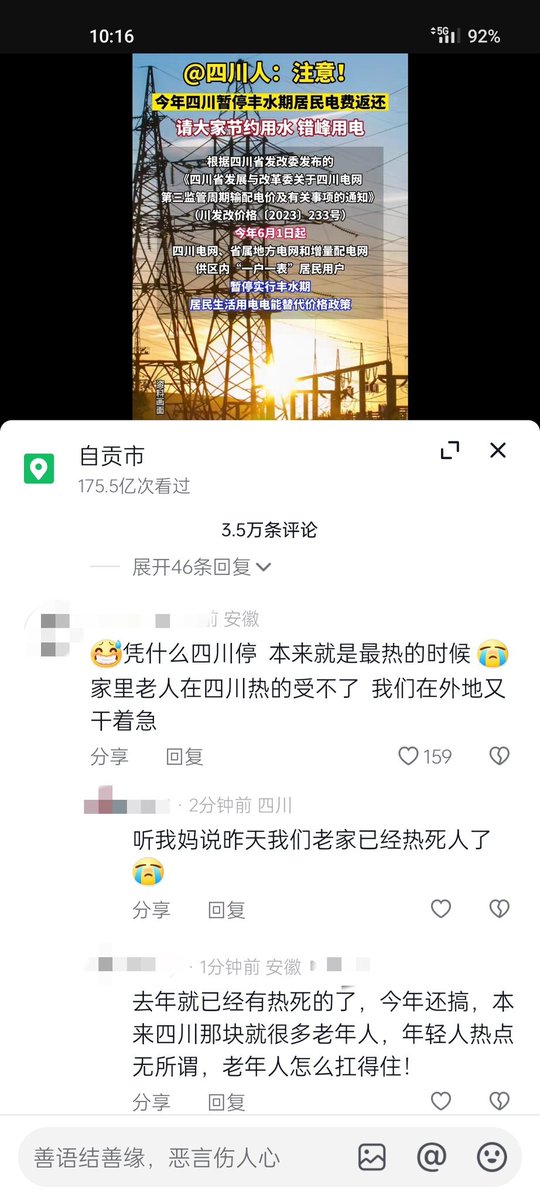 10:16
5G
92%
@四川人：注意！
今年四川暂停丰水期居民电费返还
请大家节约用水 错峰用电
根据四川省发改委发布的
《四川省发展与改革委关于四川电网
第三监管周期输配电价及有关事项的通知》
（川发改价格〔2023〕233号）
今年6月1日起
四川电网、省属地方电网和增量配电网
供区内“一户一表”居民用户
暂停实行丰水期
居民生活用电电能替代价格政策
资料画面
自贡市
175.5亿次看过
3.5万条评论
展开46条回复
前 安徽
😅凭什么四川停 本来就是最热的时候😭
家里老人在四川热的受不了 我们在外地又
干着急
分享 回复 159
· 2分钟前 四川
听我妈说昨天我们老家已经热死人了
😭
分享 回复
· 1分钟前 安徽
去年就已经有热死的了，今年还搞，本
来四川那块就很多老年人，年轻人热点
无所谓，老年人怎么扛得住！
分享 回复
善语结善缘，恶言伤人心 @